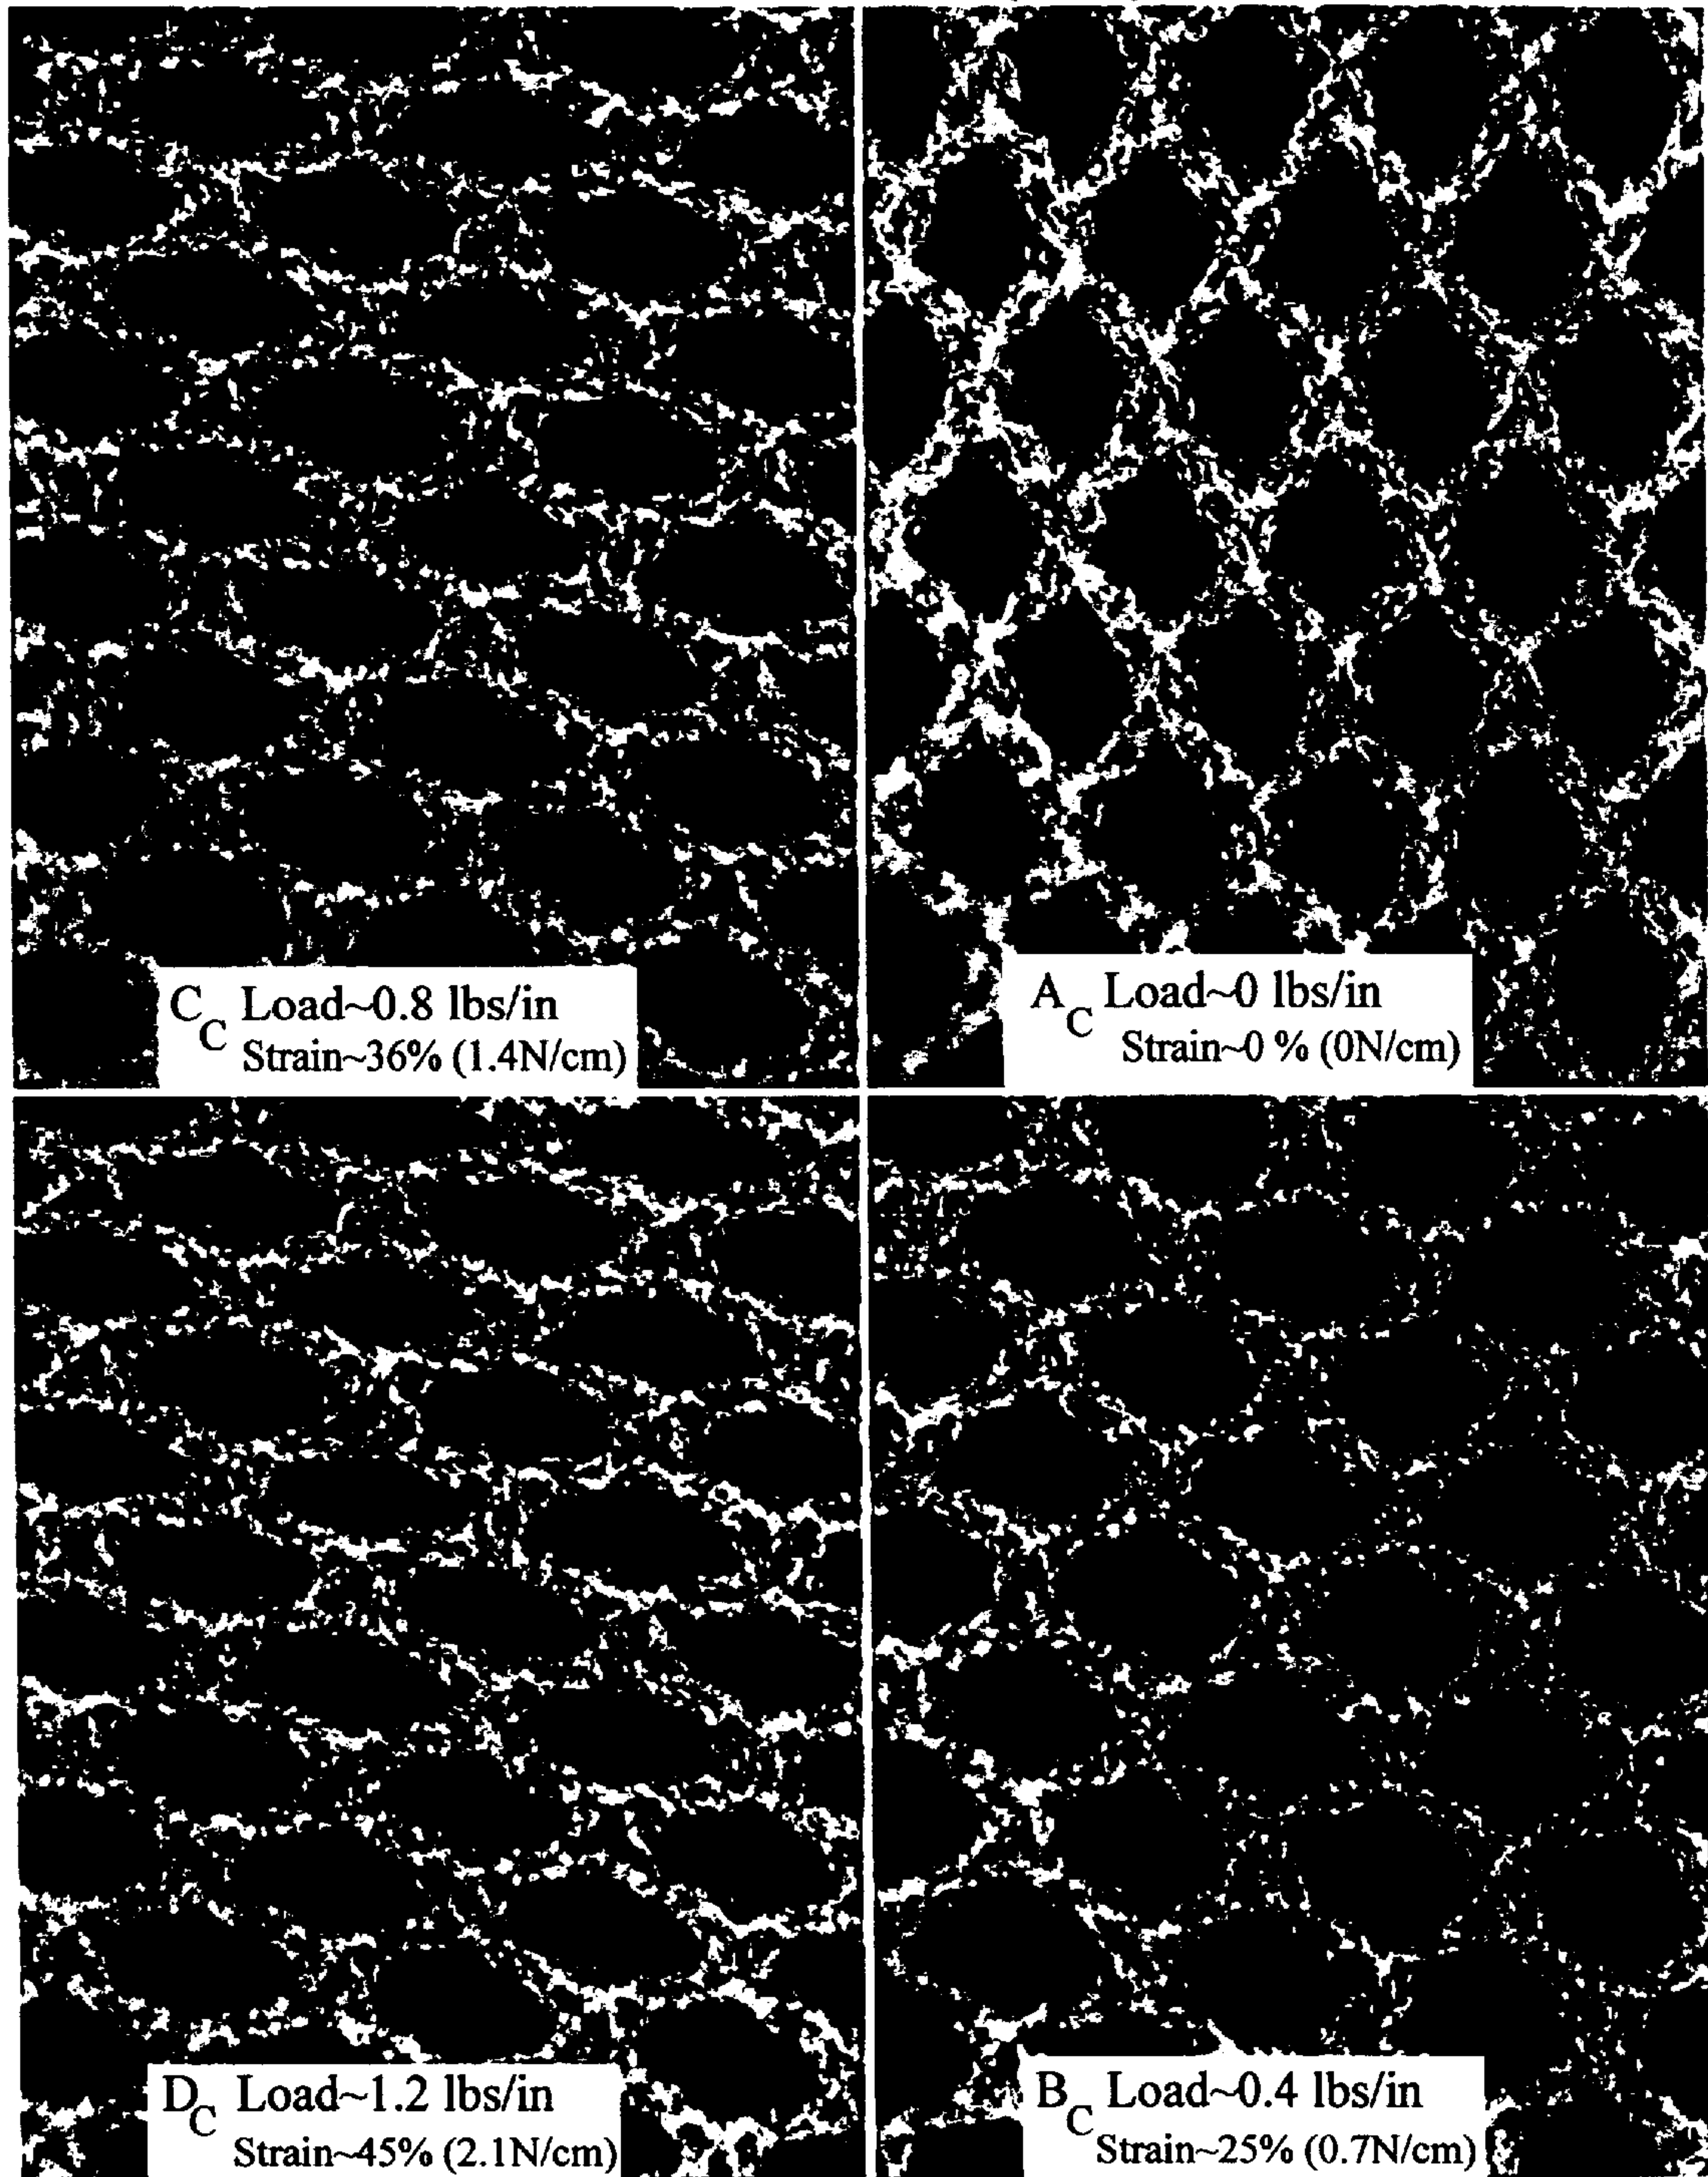 C_C Load~0.8 lbs/in
Strain~36% (1.4N/cm)
A_C Load~0 lbs/in
Strain~0 % (0N/cm)
D_C Load~1.2 lbs/in
Strain~45% (2.1N/cm)
B_C Load~0.4 lbs/in
Strain~25% (0.7N/cm)